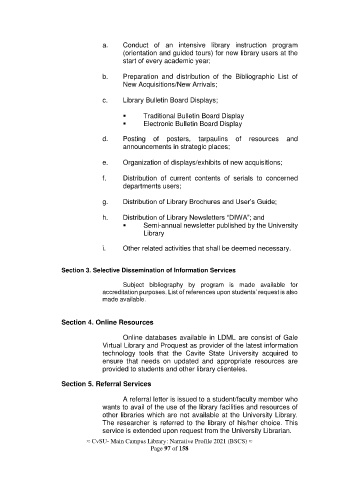 a. Conduct of an intensive library instruction program
(orientation and guided tours) for new library users at the
start of every academic year;
b. Preparation and distribution of the Bibliographic List of
New Acquisitions/New Arrivals;
c. Library Bulletin Board Displays;
▪ Traditional Bulletin Board Display
▪ Electronic Bulletin Board Display
d. Posting of posters, tarpaulins of resources and
announcements in strategic places;
e. Organization of displays/exhibits of new acquisitions;
f. Distribution of current contents of serials to concerned
departments users;
g. Distribution of Library Brochures and User's Guide;
h. Distribution of Library Newsletters "DIWA"; and
▪ Semi-annual newsletter published by the University
Library
i. Other related activities that shall be deemed necessary.
Section 3. Selective Dissemination of Information Services
Subject bibliography by program is made available for
accreditation purposes. List of references upon students' request is also
made available.
Section 4. Online Resources
Online databases available in LDML are consist of Gale
Virtual Library and Proquest as provider of the latest information
technology tools that the Cavite State University acquired to
ensure that needs on updated and appropriate resources are
provided to students and other library clienteles.
Section 5. Referral Services
A referral letter is issued to a student/faculty member who
wants to avail of the use of the library facilities and resources of
other libraries which are not available at the University Library.
The researcher is referred to the library of his/her choice. This
service is extended upon request from the University Librarian.
= CvSU- Main Campus Library: Narrative Profile 2021 (BSCS) =
Page 97 of 158